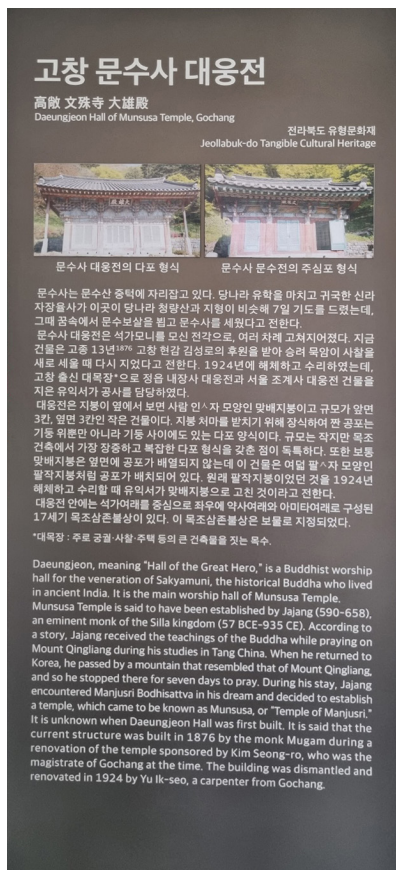 고창 문수사 대웅전
高敞 文殊寺 大雄殿
Daeungjeon Hall of Munsusa Temple, Gochang
전라북도 유형문화재
Jeollabuk-do Tangible Cultural Heritage
문수사 대웅전의 다포 형식
문수사 문수전의 주심포 형식
문수사는 문수산 중턱에 자리잡고 있다. 당나라 유학을 마치고 귀국한 신라
자장율사가 이곳이 당나라 청량산과 지형이 비슷해 7일 기도를 드렸는데,
그때 꿈속에서 문수보살을 뵙고 문수사를 세웠다고 전한다.
문수사 대웅전은 석가모니를 모신 전각으로, 여러 차례 고쳐지어졌다. 지금
건물은 고종 13년1876 고창 현감 김성로의 후원을 받아 승려 묵암이 사찰을
새로 세울 때 다시 지었다고 한다. 1924년에 해체하고 수리하였는데,
고창 출신 대목장*으로 정읍 내장사 대웅전과 서울 조계사 대웅전 건물을
지은 유익서가 공사를 담당하였다.
대웅전은 지붕이 옆에서 보면 사람 인ㅅ자 모양인 맞배지붕이고 규모가 앞면
3칸, 옆면 3칸인 작은 건물이다. 지붕 처마를 받치기 위해 장식하여 짠 공포는
기둥 위뿐만 아니라 기둥 사이에도 있는 다포 양식이다. 규모는 작지만 목조
건축에서 가장 장중하고 복잡한 다포 형식을 갖춘 점이 독특하다. 또한 보통
맞배지붕은 옆면에 공포가 배열되지 않는데 이 건물은 여덟 팔ㅅ자 모양인
팔작지붕처럼 공포가 배치되어 있다. 원래 팔작지붕이었던 것을 1924년
해체하고 수리할 때 유익서가 맞배지붕으로 고친 것이라고 전한다.
대웅전 안에는 석가여래를 중심으로 좌우에 약사여래와 아미타여래로 구성된
17세기 목조삼존불상이 있다. 이 목조삼존불상은 보물로 지정되었다.
*대목장 : 주로 궁궐·사찰·주택 등의 큰 건축물을 짓는 목수.
Daeungjeon, meaning "Hall of the Great Hero," is a Buddhist worship
hall for the veneration of Sakyamuni, the historical Buddha who lived
in ancient India. It is the main worship hall of Munsusa Temple.
Munsusa Temple is said to have been established by Jajang (590-658),
an eminent monk of the Silla kingdom (57 BCE-935 CE). According to
a story, Jajang received the teachings of the Buddha while praying on
Mount Qingliang during his studies in Tang China. When he returned to
Korea, he passed by a mountain that resembled that of Mount Qingliang,
and so he stopped there for seven days to pray. During his stay, Jajang
encountered Manjusri Bodhisattva in his dream and decided to establish
a temple, which came to be known as Munsusa, or "Temple of Manjusri."
It is unknown when Daeungjeon Hall was first built. It is said that the
current structure was built in 1876 by the monk Mugam during a
renovation of the temple sponsored by Kim Seong-ro, who was the
magistrate of Gochang at the time. The building was dismantled and
renovated in 1924 by Yu Ik-seo, a carpenter from Gochang.